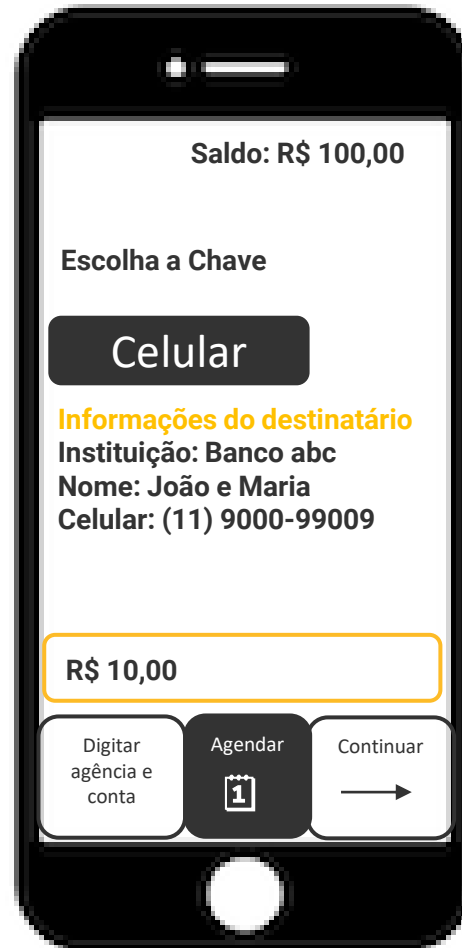 Saldo: R$ 100,00
Escolha a Chave
Celular
Informações do destinatário
Instituição: Banco abc
Nome: João e Maria
Celular: (11) 9000-99009
R$ 10,00
Digitar
agência e
conta
Agendar
1
Continuar